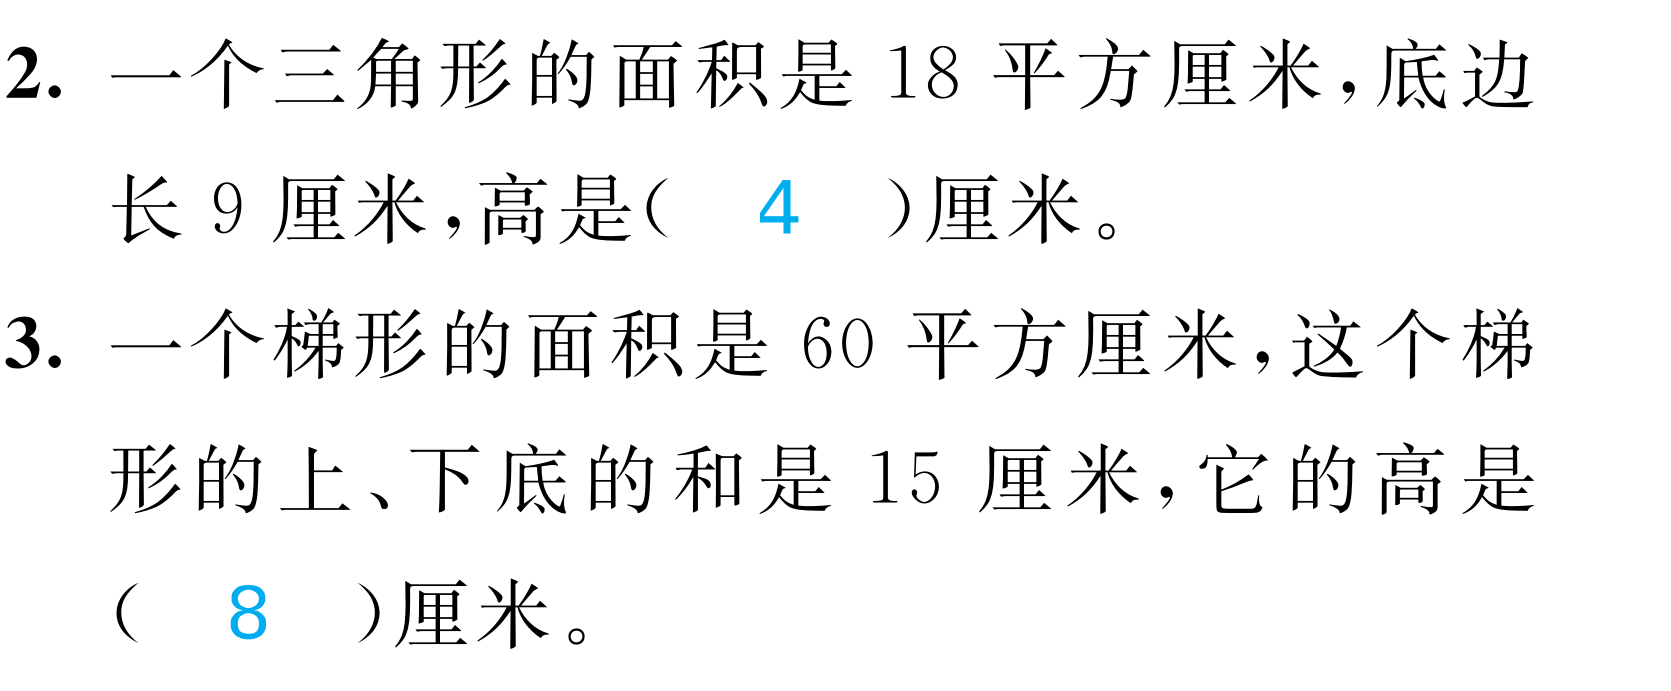 2. 一个三角形的面积是 18 平方厘米,底边
长 9 厘米,高是( 4 )厘米。
3. 一个梯形的面积是 60 平方厘米,这个梯
形的上、下底的和是 15 厘米,它的高是
( 8 )厘米。